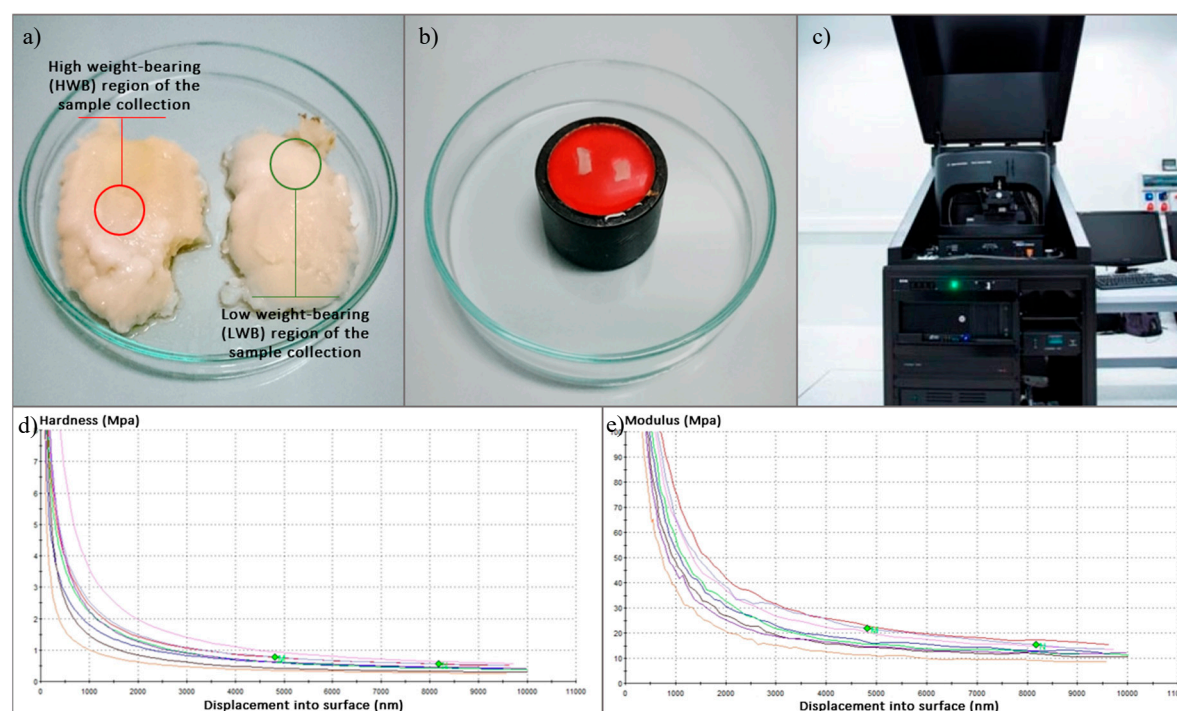 a)
High weight-bearing
(HWB) region of the
sample collection
Low weight-bearing
(LWB) region of the
sample collection
b)
c)
d)
Hardness (Mpa)
7
6
5
4
3
2
1
0
0 1000 2000 3000 4000 5000 6000 7000 8000 9000 10000 11000
Displacement into surface (nm)
e)
Modulus (Mpa)
100
90
80
70
60
50
40
30
20
10
0
0 1000 2000 3000 4000 5000 6000 7000 8000 9000 10000
Displacement into surface (nm)